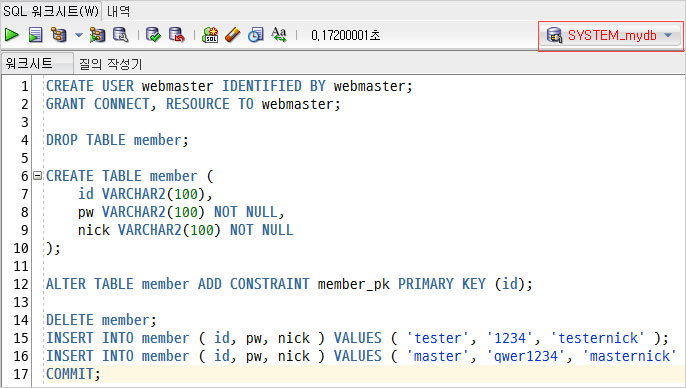 SQL 워크시트(W) 내역
0,17200001초 SYSTEM_mydb
워크시트 질의 작성기
1 CREATE USER webmaster IDENTIFIED BY webmaster;
2 GRANT CONNECT, RESOURCE TO webmaster;
3
4 DROP TABLE member;
5
6 CREATE TABLE member (
7 id VARCHAR2(100),
8 pw VARCHAR2(100) NOT NULL,
9 nick VARCHAR2(100) NOT NULL
10 );
11
12 ALTER TABLE member ADD CONSTRAINT member_pk PRIMARY KEY (id);
13
14 DELETE member;
15 INSERT INTO member ( id, pw, nick ) VALUES ( 'tester', '1234', 'testernick' );
16 INSERT INTO member ( id, pw, nick ) VALUES ( 'master', 'qwer1234', 'masternick'
17 COMMIT;